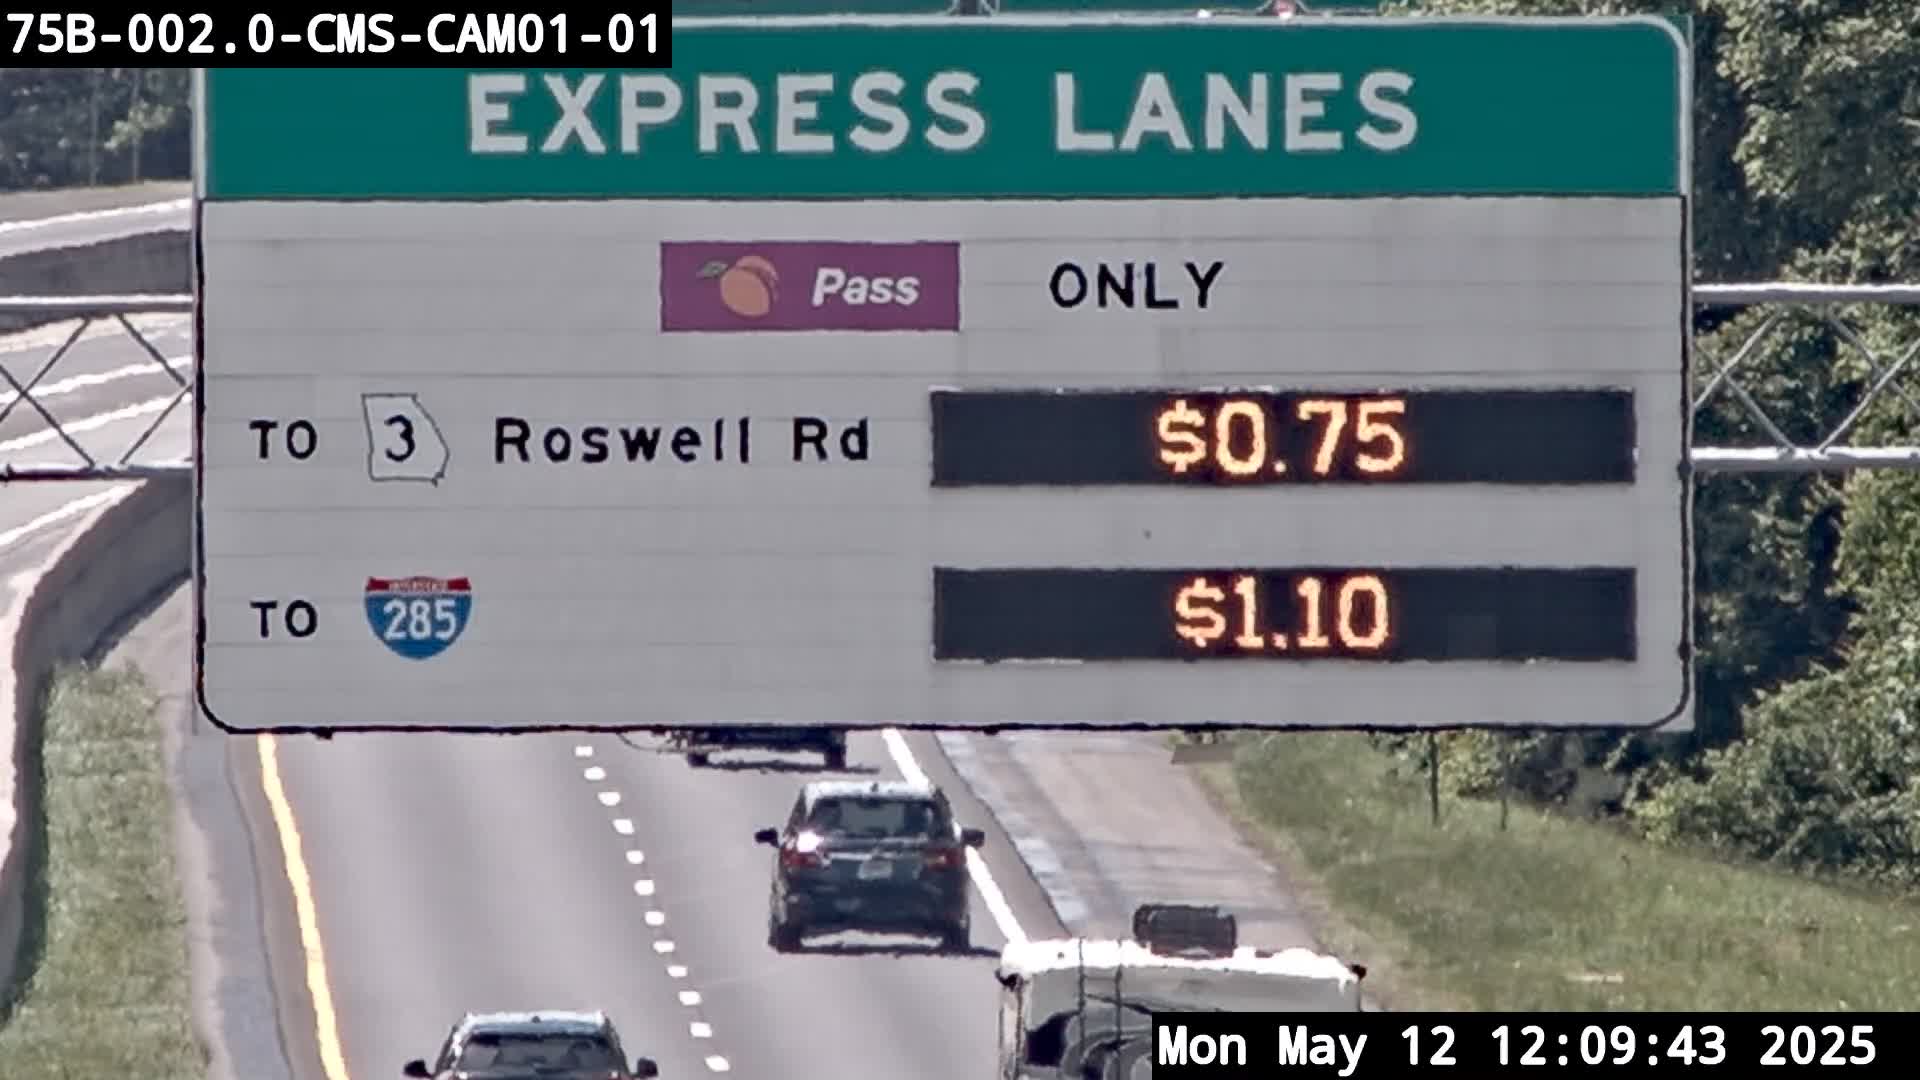 75B-002.0-CMS-CAM01-01
EXPRESS LANES
Pass ONLY
TO 3 Roswell Rd $0.75
INTERSTATE
TO 285 $1.10
Mon May 12 12:09:43 2025